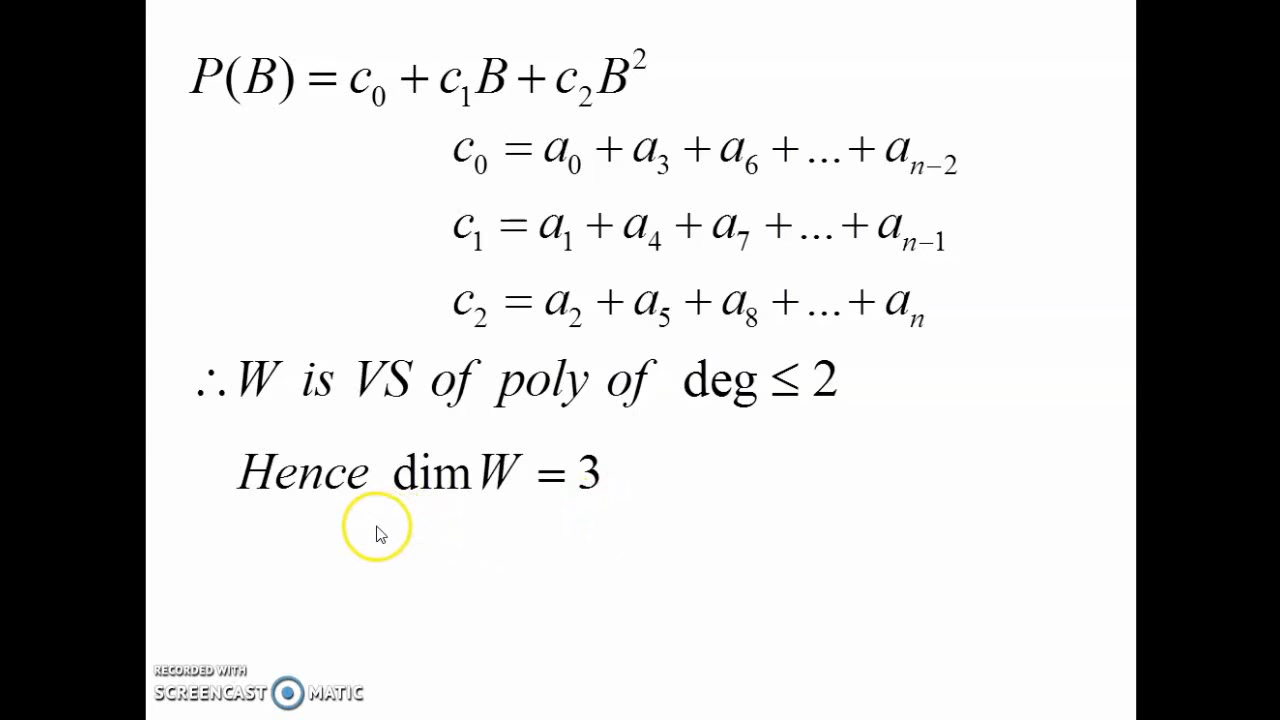 P(B) = c₀ + c₁B + c₂B²
c₀ = a₀ + a₃ + a₆ + ... + aₙ₋₂
c₁ = a₁ + a₄ + a₇ + ... + aₙ₋₁
c₂ = a₂ + a₅ + a₈ + ... + aₙ
∴ W is VS of poly of deg ≤ 2
Hence dim W = 3
RECORDED WITH
SCREENCAST MATIC